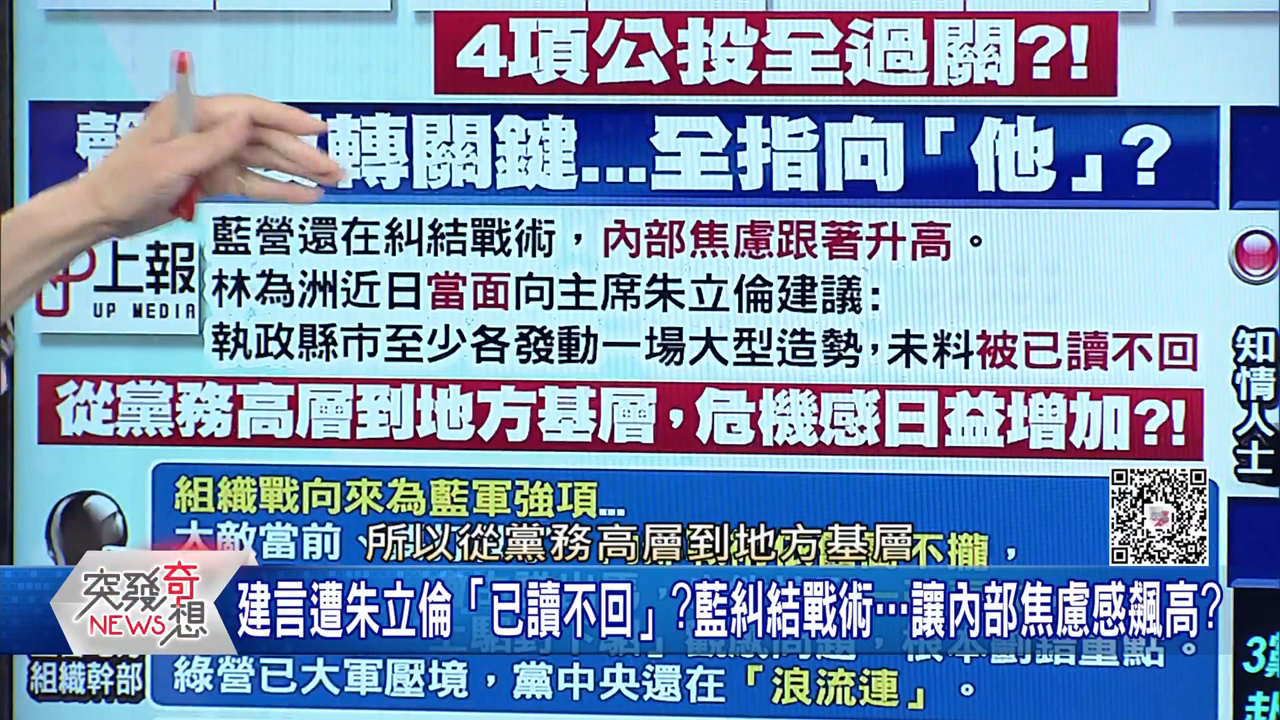 4項公投全過關?!
轉關鍵...全指向「他」?
上報
UP MEDIA
藍營還在糾結戰術，內部焦慮跟著升高。
林為洲近日當面向主席朱立倫建議：
執政縣市至少各發動一場大型造勢，未料被已讀不回
從黨務高層到地方基層，危機感日益增加?!
知情人士
組織戰向來為藍軍強項...
大敵當前
不攏，
所以從黨務高層到地方基層
突發奇想
NEWS
建言遭朱立倫「已讀不回」?藍糾結戰術…讓內部焦慮感飆高?
組織幹部
綠營已大軍壓境，黨中央還在「浪流連」。